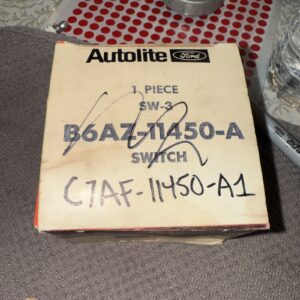 Autolite Ford
1 PIECE
SW-3
B6AZ-11450-A
SWITCH
C7AF-11450-A1